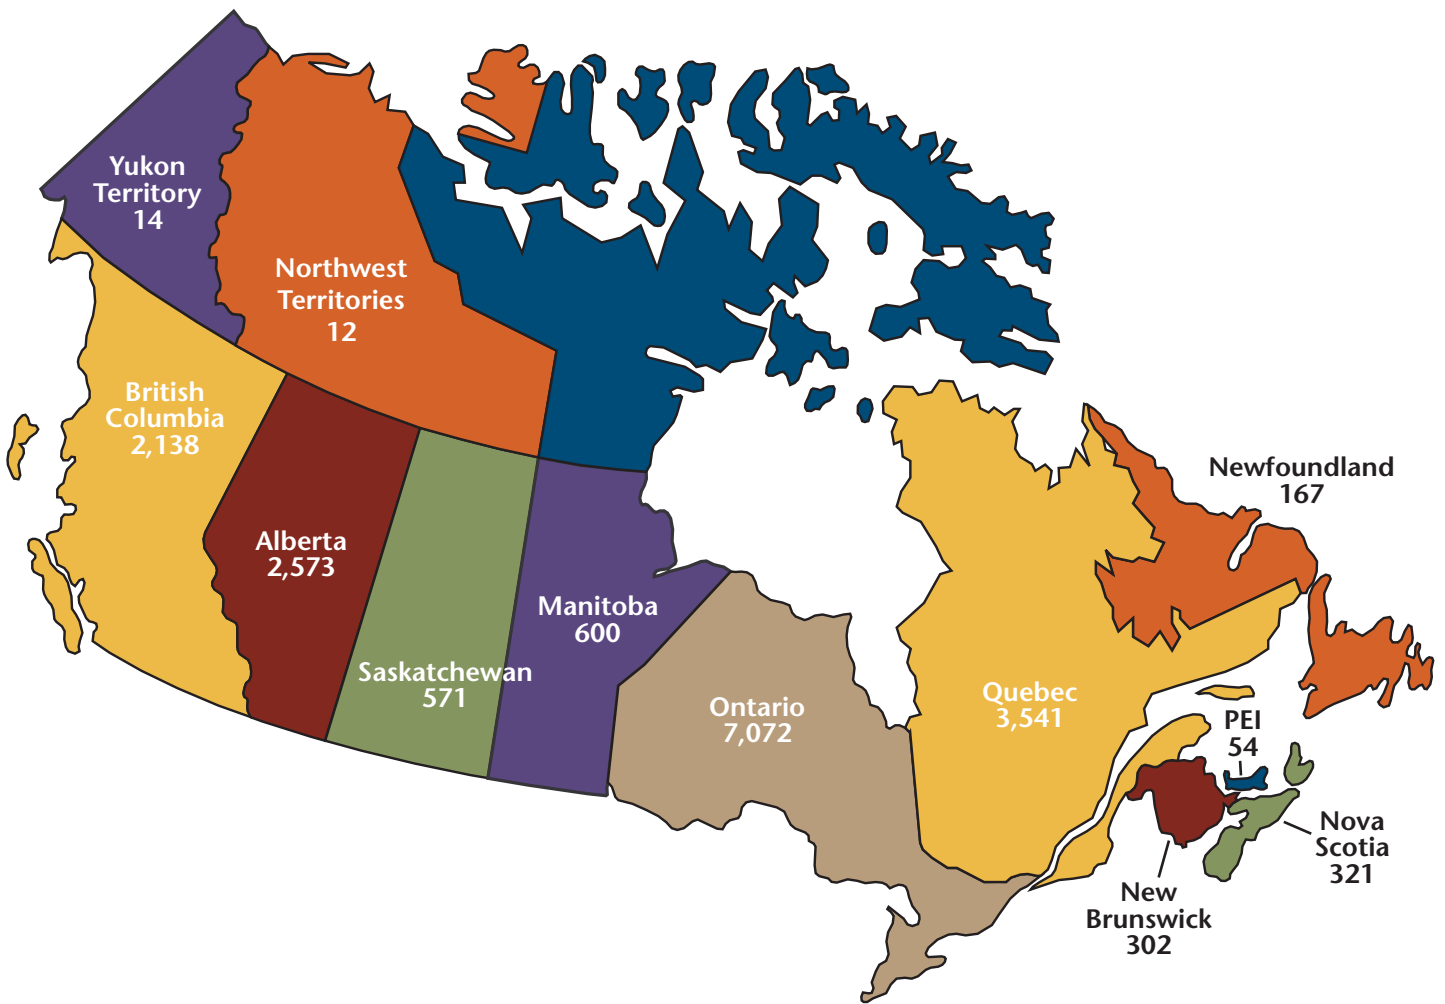 Yukon
Territory
14
Northwest
Territories
12
British
Columbia
2,138
Alberta
2,573
Saskatchewan
571
Manitoba
600
Ontario
7,072
Quebec
3,541
Newfoundland
167
PEI
54
Nova
Scotia
321
New
Brunswick
302